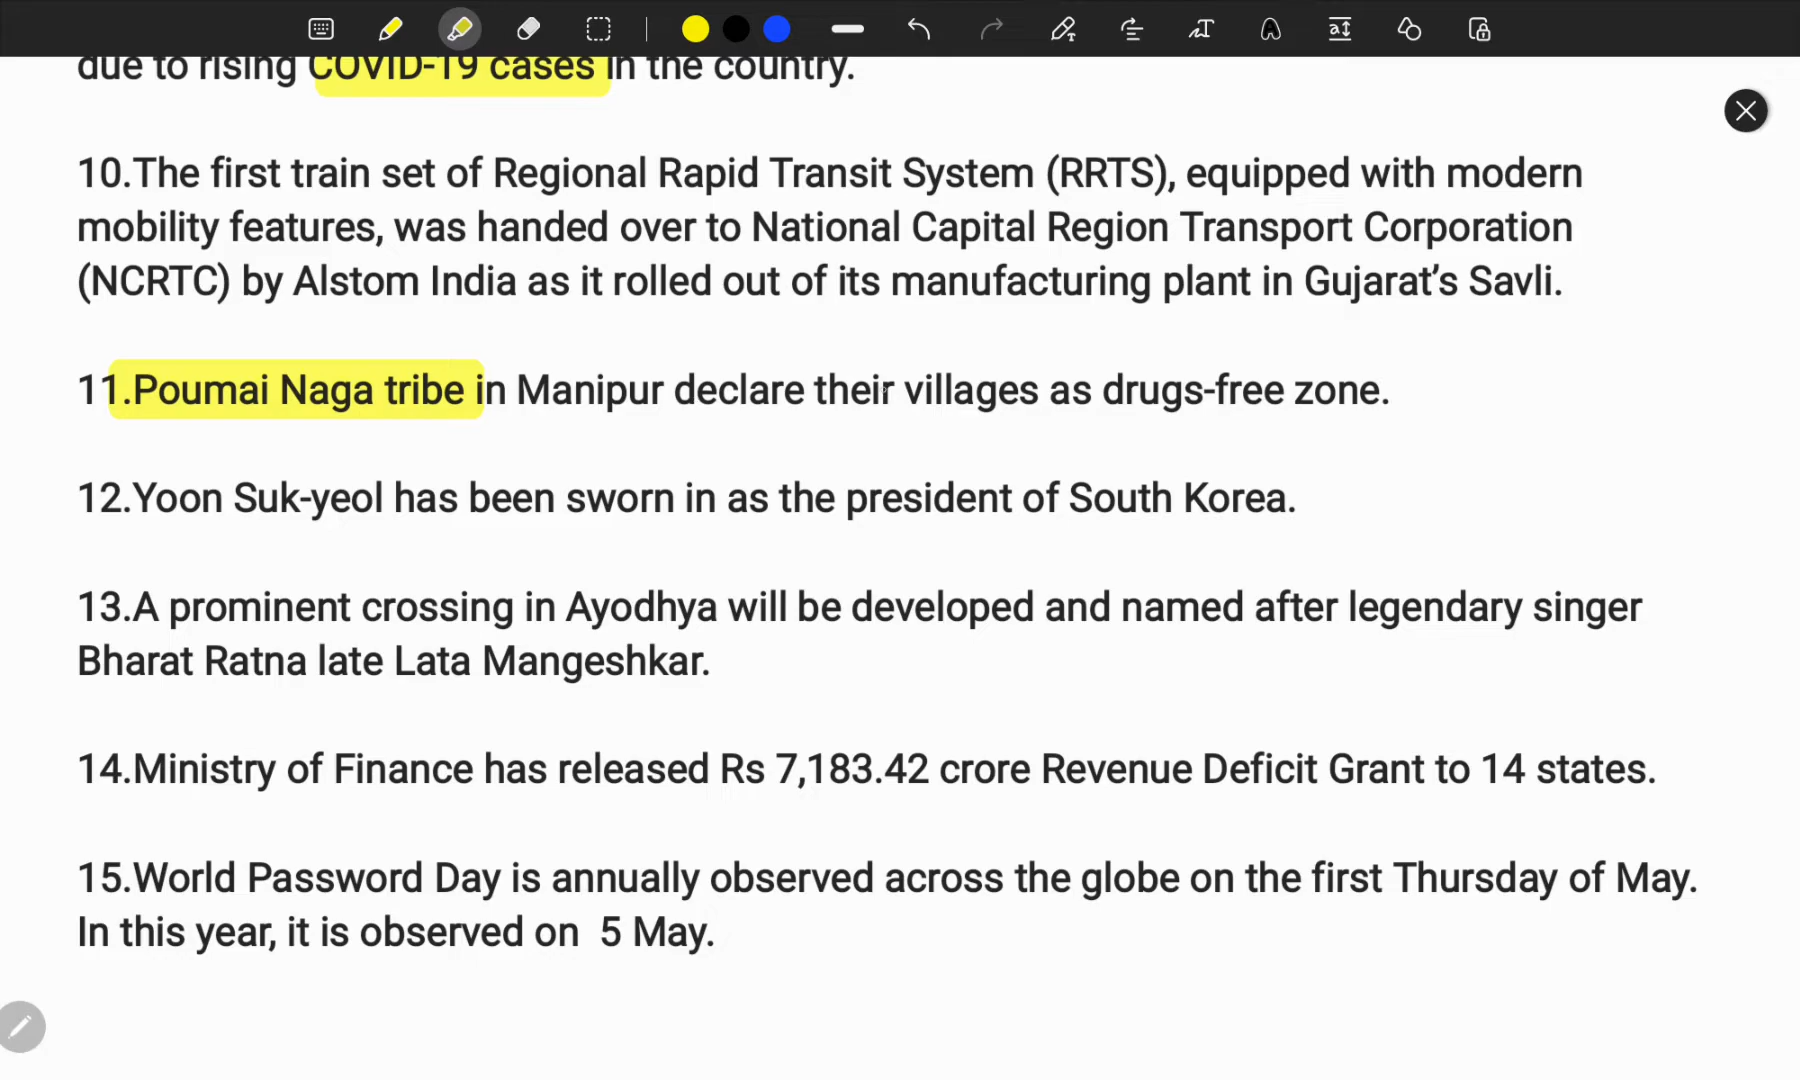 due to rising COVID-19 cases in the country.
10.The first train set of Regional Rapid Transit System (RRTS), equipped with modern
mobility features, was handed over to National Capital Region Transport Corporation
(NCRTC) by Alstom India as it rolled out of its manufacturing plant in Gujarat’s Savli.
11.Poumai Naga tribe in Manipur declare their villages as drugs-free zone.
12.Yoon Suk-yeol has been sworn in as the president of South Korea.
13.A prominent crossing in Ayodhya will be developed and named after legendary singer
Bharat Ratna late Lata Mangeshkar.
14.Ministry of Finance has released Rs 7,183.42 crore Revenue Deficit Grant to 14 states.
15.World Password Day is annually observed across the globe on the first Thursday of May.
In this year, it is observed on  5 May.